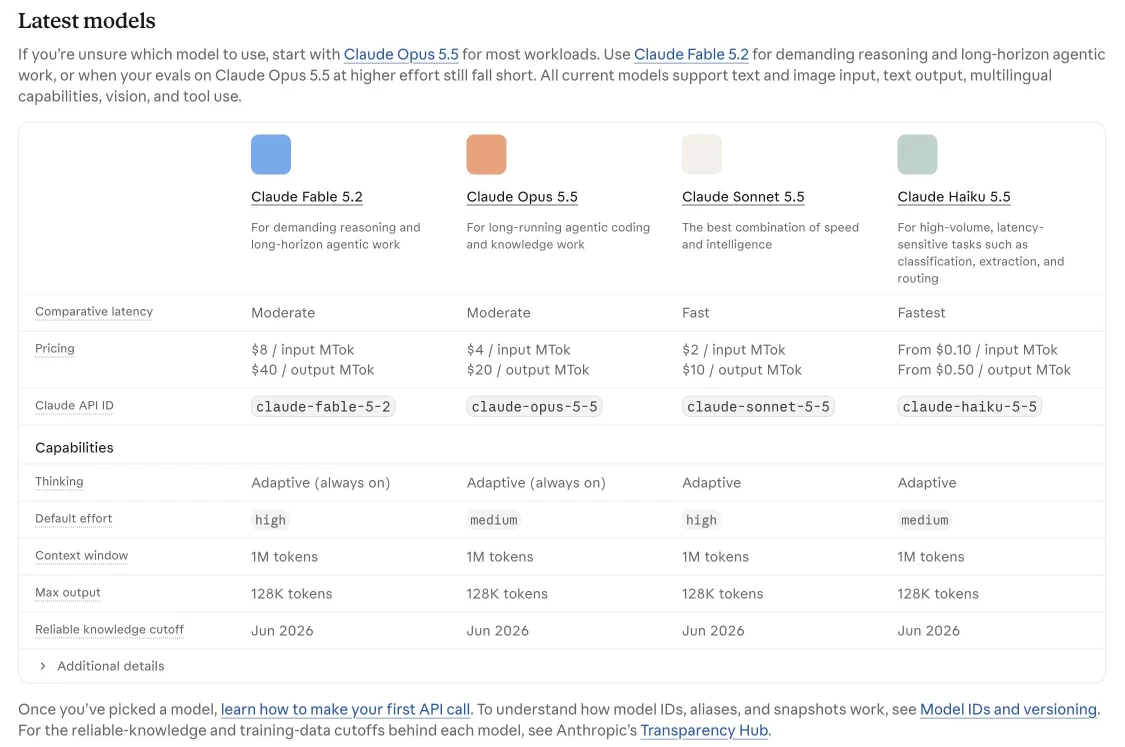 Latest models
If you’re unsure which model to use, start with Claude Opus 5.5 for most workloads. Use Claude Fable 5.2 for demanding reasoning and long-horizon agentic
work, or when your evals on Claude Opus 5.5 at higher effort still fall short. All current models support text and image input, text output, multilingual
capabilities, vision, and tool use.
Claude Fable 5.2
For demanding reasoning and
long-horizon agentic work
Claude Opus 5.5
For long-running agentic coding
and knowledge work
Claude Sonnet 5.5
The best combination of speed
and intelligence
Claude Haiku 5.5
For high-volume, latency-
sensitive tasks such as
classification, extraction, and
routing
Comparative latency Moderate Moderate Fast Fastest
Pricing $8 / input MTok $4 / input MTok $2 / input MTok From $0.10 / input MTok
$40 / output MTok $20 / output MTok $10 / output MTok From $0.50 / output MTok
Claude API ID claude-fable-5-2 claude-opus-5-5 claude-sonnet-5-5 claude-haiku-5-5
Capabilities
Thinking Adaptive (always on) Adaptive (always on) Adaptive Adaptive
Default effort high medium high medium
Context window 1M tokens 1M tokens 1M tokens 1M tokens
Max output 128K tokens 128K tokens 128K tokens 128K tokens
Reliable knowledge cutoff Jun 2026 Jun 2026 Jun 2026 Jun 2026
Additional details
Once you’ve picked a model, learn how to make your first API call. To understand how model IDs, aliases, and snapshots work, see Model IDs and versioning.
For the reliable-knowledge and training-data cutoffs behind each model, see Anthropic’s Transparency Hub.